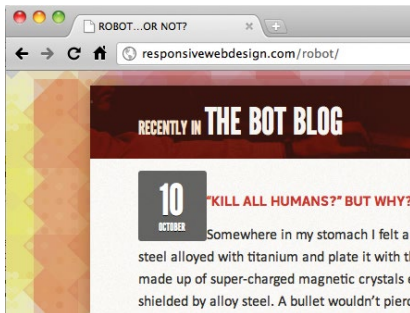 ROBOT...OR NOT?
responsivewebdesign.com/robot/
RECENTLY IN THE BOT BLOG
10
OCTOBER
"KILL ALL HUMANS?" BUT WHY?
Somewhere in my stomach I felt a
steel alloyed with titanium and plate it with
made up of super-charged magnetic crystals
shielded by alloy steel. A bullet wouldn't